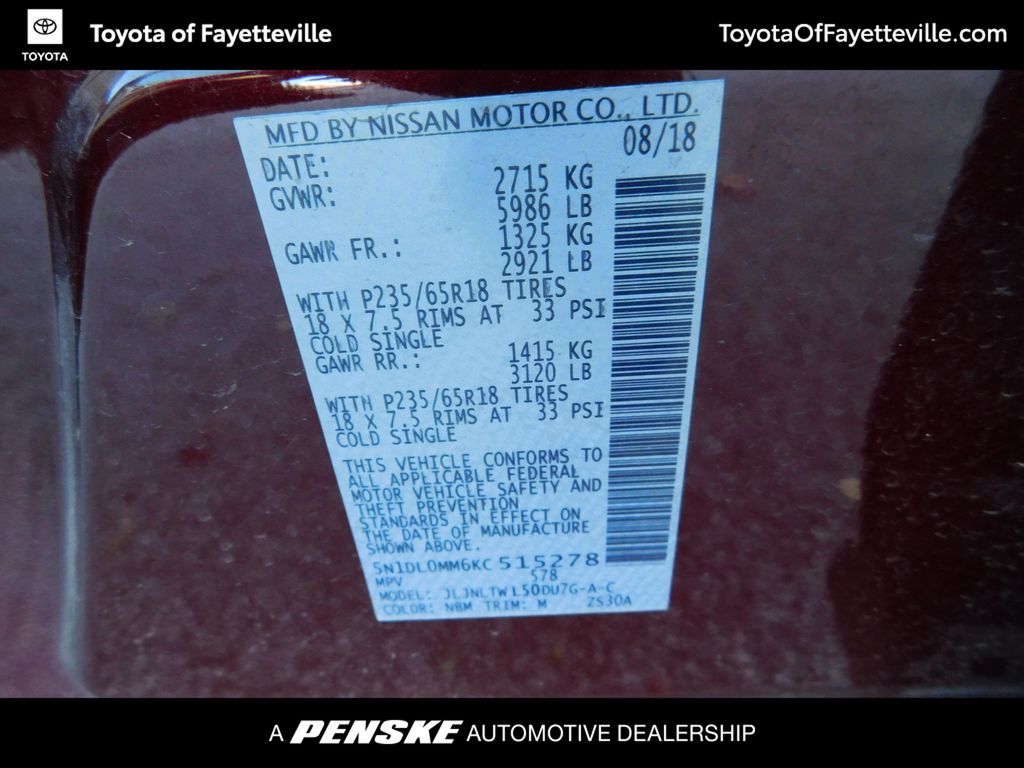 TOYOTA
Toyota of Fayetteville
ToyotaOfFayetteville.com
MFD BY NISSAN MOTOR CO., LTD.
DATE: 08/18
GVWR: 2715 KG
5986 LB
GAWR FR.: 1325 KG
2921 LB
WITH P235/65R18 TIRES
18 X 7.5 RIMS AT 33 PSI
COLD SINGLE
GAWR RR.: 1415 KG
3120 LB
WITH P235/65R18 TIRES
18 X 7.5 RIMS AT 33 PSI
COLD SINGLE
THIS VEHICLE CONFORMS TO
ALL APPLICABLE FEDERAL
MOTOR VEHICLE SAFETY AND
THEFT PREVENTION
STANDARDS IN EFFECT ON
THE DATE OF MANUFACTURE
SHOWN ABOVE.
5N1DL0MM6KC 515278
MPV 578
MODEL: JLJNLTW L50DU7G-A-C
COLOR: NBM TRIM: M ZS30A
A PENSKE AUTOMOTIVE DEALERSHIP